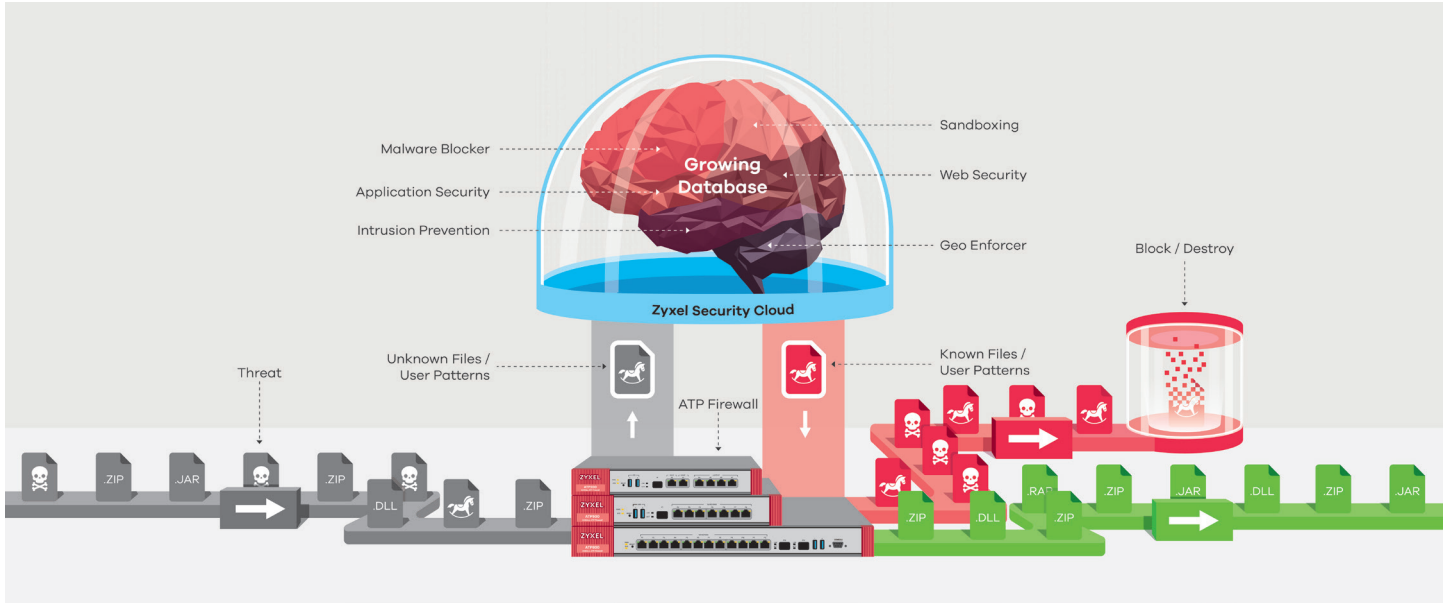 Malware Blocker
Application Security
Intrusion Prevention
Growing
Database
Sandboxing
Web Security
Geo Enforcer
Zyxel Security Cloud
Block / Destroy
Threat
Unknown Files /
User Patterns
ATP Firewall
Known Files /
User Patterns
.ZIP
.JAR
.ZIP
.DLL
.ZIP
ZYXEL
ZYXEL
ZYXEL
.ZIP
.DLL
.RAR
.ZIP
.ZIP
.JAR
.DLL
.ZIP
.JAR